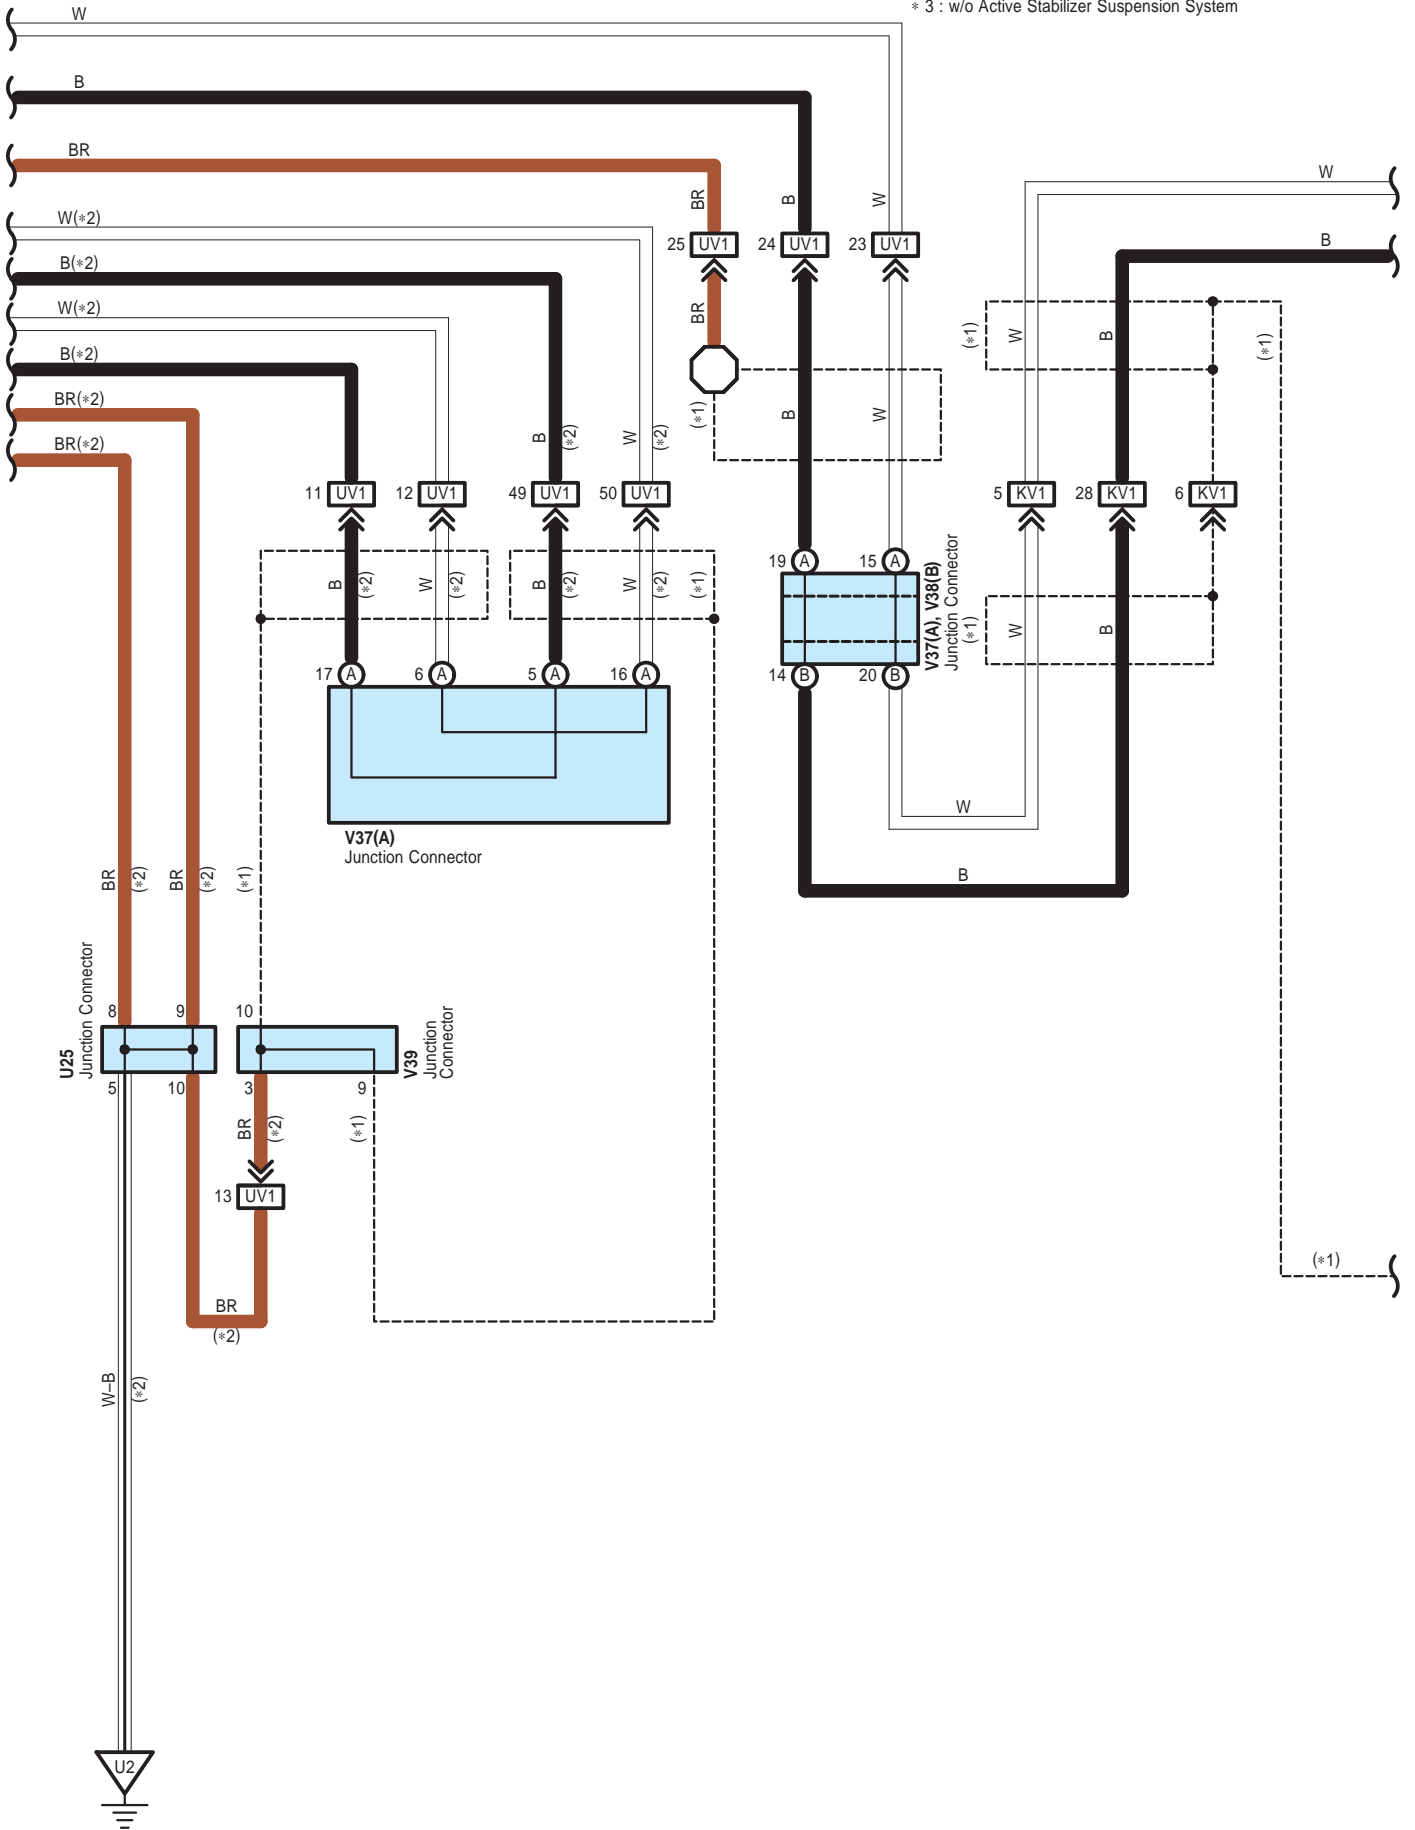 ∗ 3 : w/o Active Stabilizer Suspension System
W
B
BR
W
W(∗2)
B(∗2)
W(∗2)
B(∗2)
BR(∗2)
BR(∗2)
BR
B
W
B
25 UV1
24 UV1
23 UV1
BR
(∗1)
W
B
(∗1)
(∗1)
B
W
B
(∗2)
W
(∗2)
11 UV1
12 UV1
49 UV1
50 UV1
5 KV1
28 KV1
6 KV1
B
(∗2)
W
(∗2)
B
(∗2)
W
(∗2)
(∗1)
19 A
15 A
V37(A), V38(B)
Junction Connector
(∗1)
W
B
17 A
6 A
5 A
16 A
14 B
20 B
W
V37(A)
Junction Connector
BR
(∗2)
BR
(∗2)
(∗1)
B
U25
Junction Connector
8
9
10
V39
Junction
Connector
5
10
3
9
BR
(∗2)
(∗1)
13 UV1
(∗1)
BR
(∗2)
W–B
(∗2)
U2